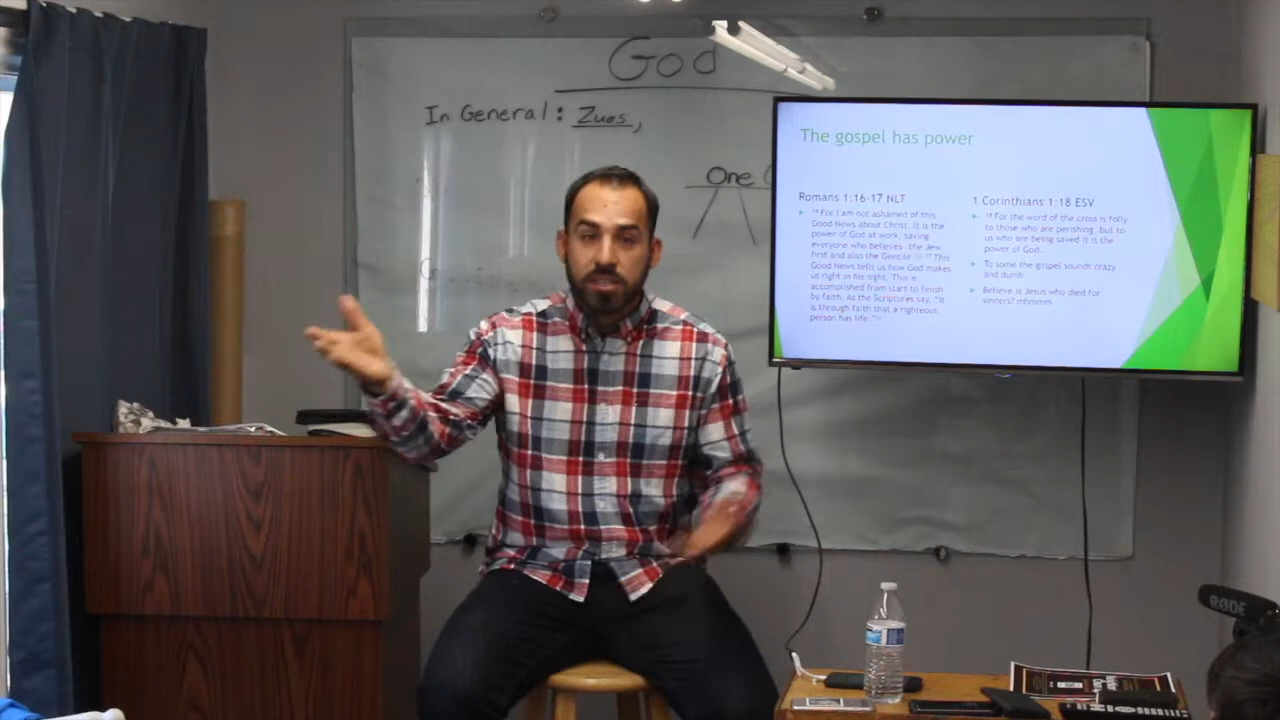 God
In General: Zues,
One
The gospel has power
Romans 1:16-17 NLT
16 For I am not ashamed of this
Good News about Christ. It is the
power of God at work, saving
everyone who believes--the Jew
first and also the Gentile. 17 This
Good News tells us how God makes
us right in his sight. This is
accomplished from start to finish
by faith. As the Scriptures say, "It
is through faith that a righteous
person has life."
1 Corinthians 1:18 ESV
18 For the word of the cross is folly
to those who are perishing, but to
us who are being saved it is the
power of God.
To some the gospel sounds crazy
and dumb
Believe is Jesus who died for
sinners? mhmmm
RØDE